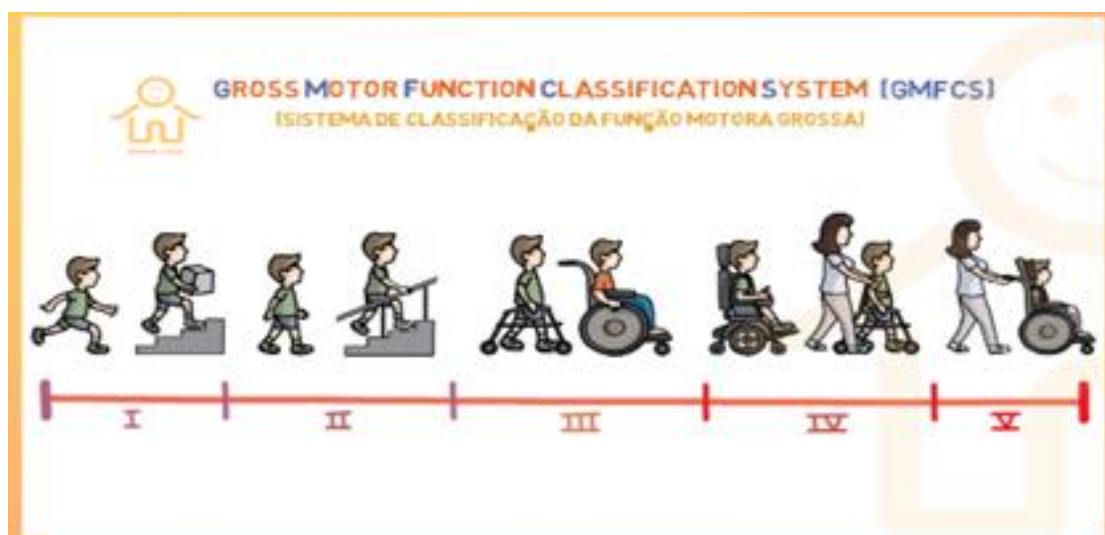 GROSS MOTOR FUNCTION CLASSIFICATION SYSTEM (GMFCS)
(SISTEMA DE CLASSIFICAÇÃO DA FUNÇÃO MOTORA GROSSA)
I II III IV V